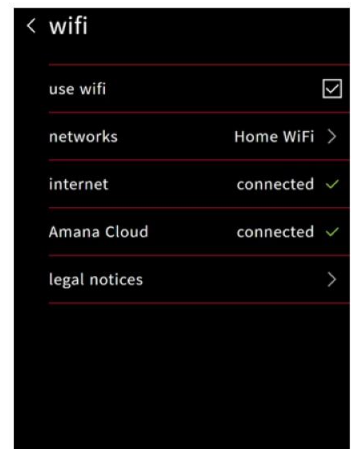 wifi
use wifi
networks Home WiFi
internet connected
Amana Cloud connected
legal notices